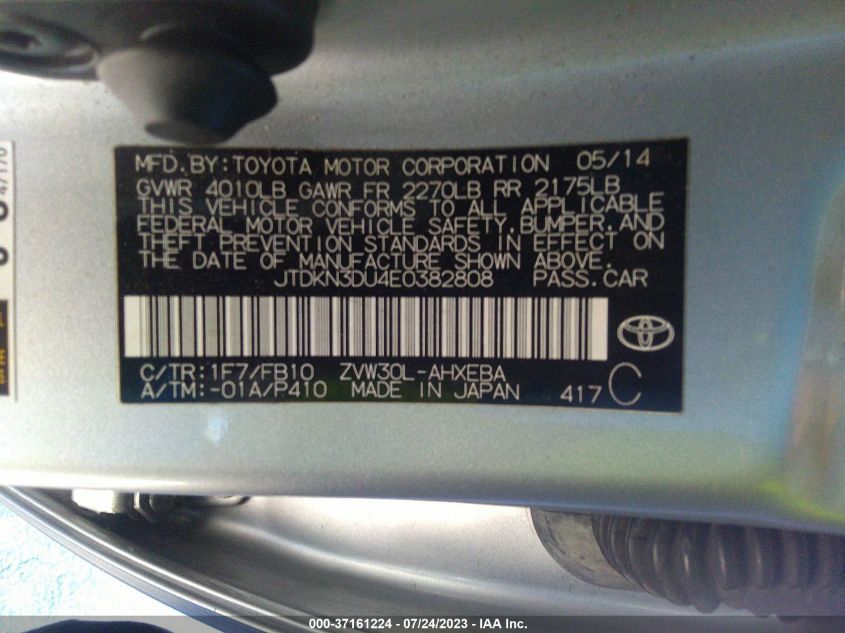 MFD. BY: TOYOTA MOTOR CORPORATION 05/14
GVWR 4010LB GAWR FR 2270LB RR 2175LB
THIS VEHICLE CONFORMS TO ALL APPLICABLE
FEDERAL MOTOR VEHICLE SAFETY, BUMPER, AND
THEFT PREVENTION STANDARDS IN EFFECT ON
THE DATE OF MANUFACTURE SHOWN ABOVE.
JTDKN3DU4E0382808 PASS. CAR
C/TR: 1F7/FB10 ZVW30L-AHXEBA
A/TM: -01A/P410 MADE IN JAPAN 417 C
000-37161224 - 07/24/2023 - IAA Inc.